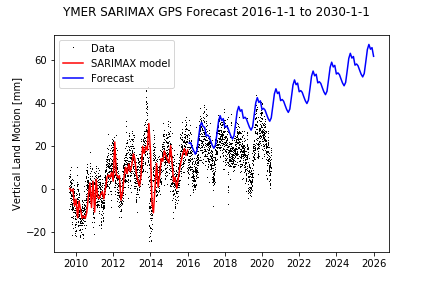 YMER SARIMAX GPS Forecast 2016-1-1 to 2030-1-1
Data
SARIMAX model
Forecast
Vertical Land Motion [mm]
60
40
20
0
−20
2010
2012
2014
2016
2018
2020
2022
2024
2026